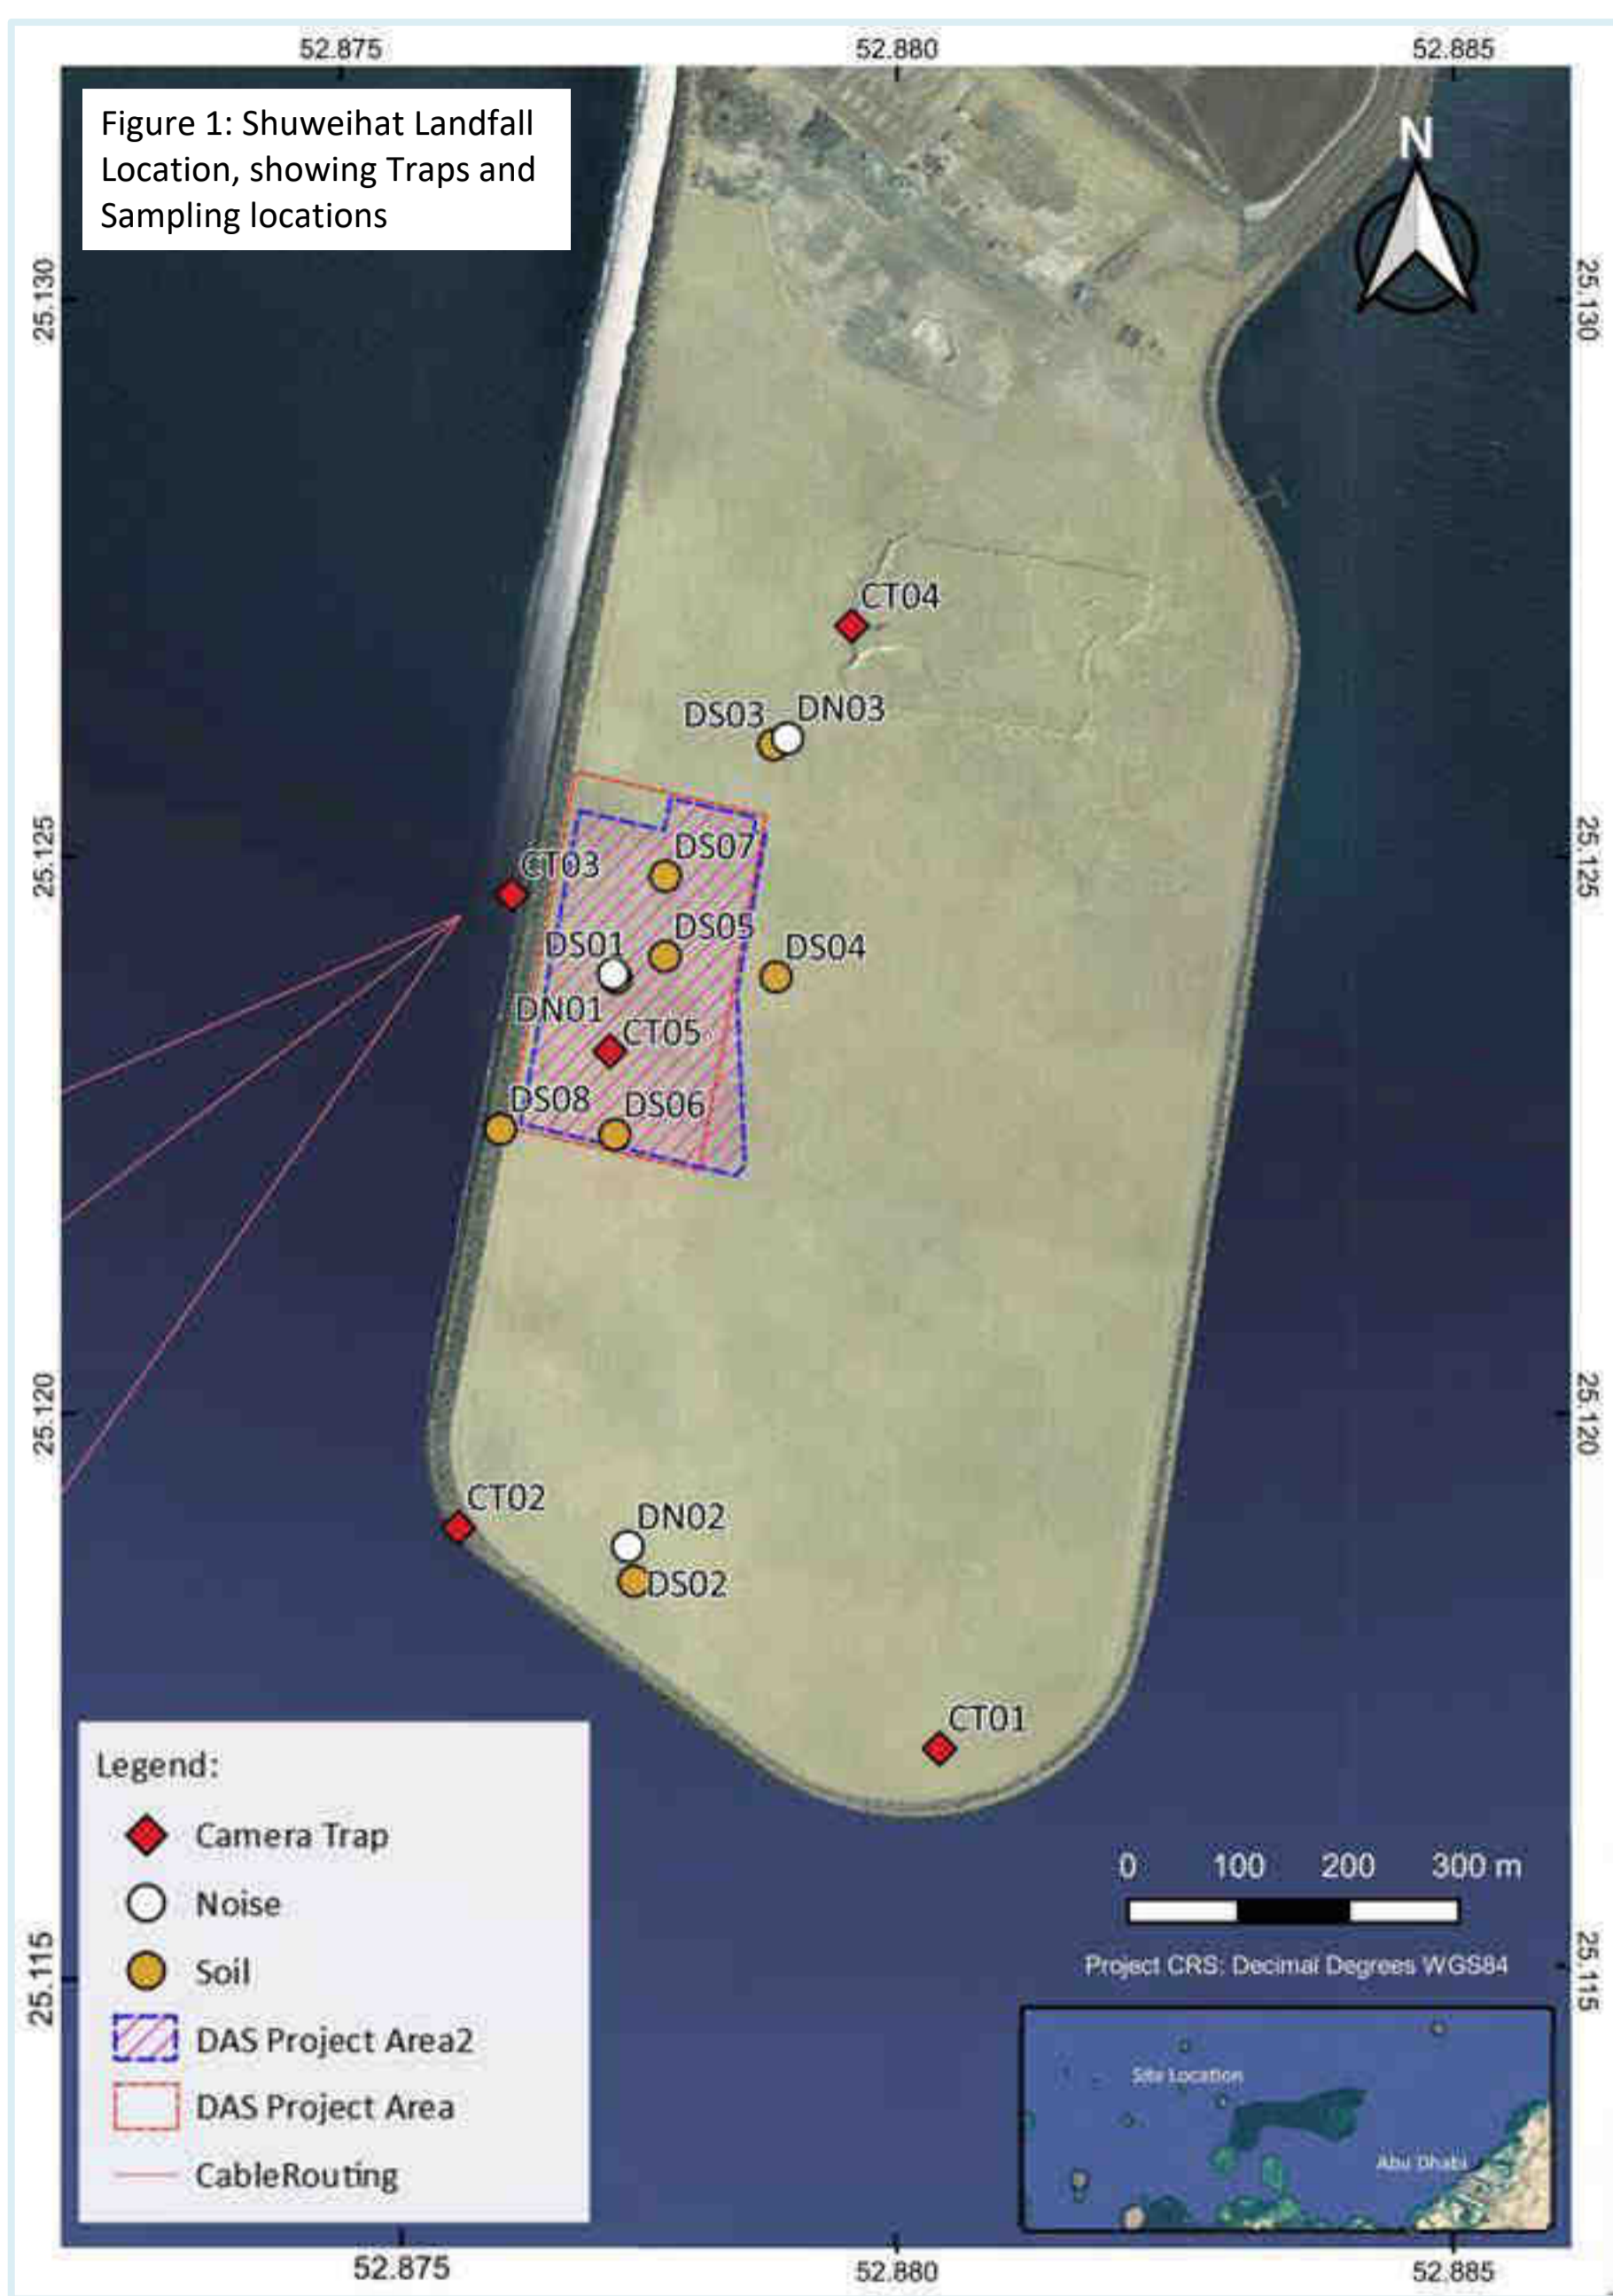 52.875
52.880
52.885
Figure 1: Shuweihat Landfall
Location, showing Traps and
Sampling locations
N
25.130
25.130
CT04
DS03
DN03
25.125
25.125
CT03
DS07
DS05
DS01
DS04
DN01
CT05
DS08
DS06
25.120
25.120
CT02
DN02
DS02
CT01
Legend:
Camera Trap
Noise
Soil
DAS Project Area2
DAS Project Area
CableRouting
0 100 200 300 m
Project CRS: Decimal Degrees WGS84
25.115
25.115
Site Location
Abu Dhabi
52.875
52.880
52.885